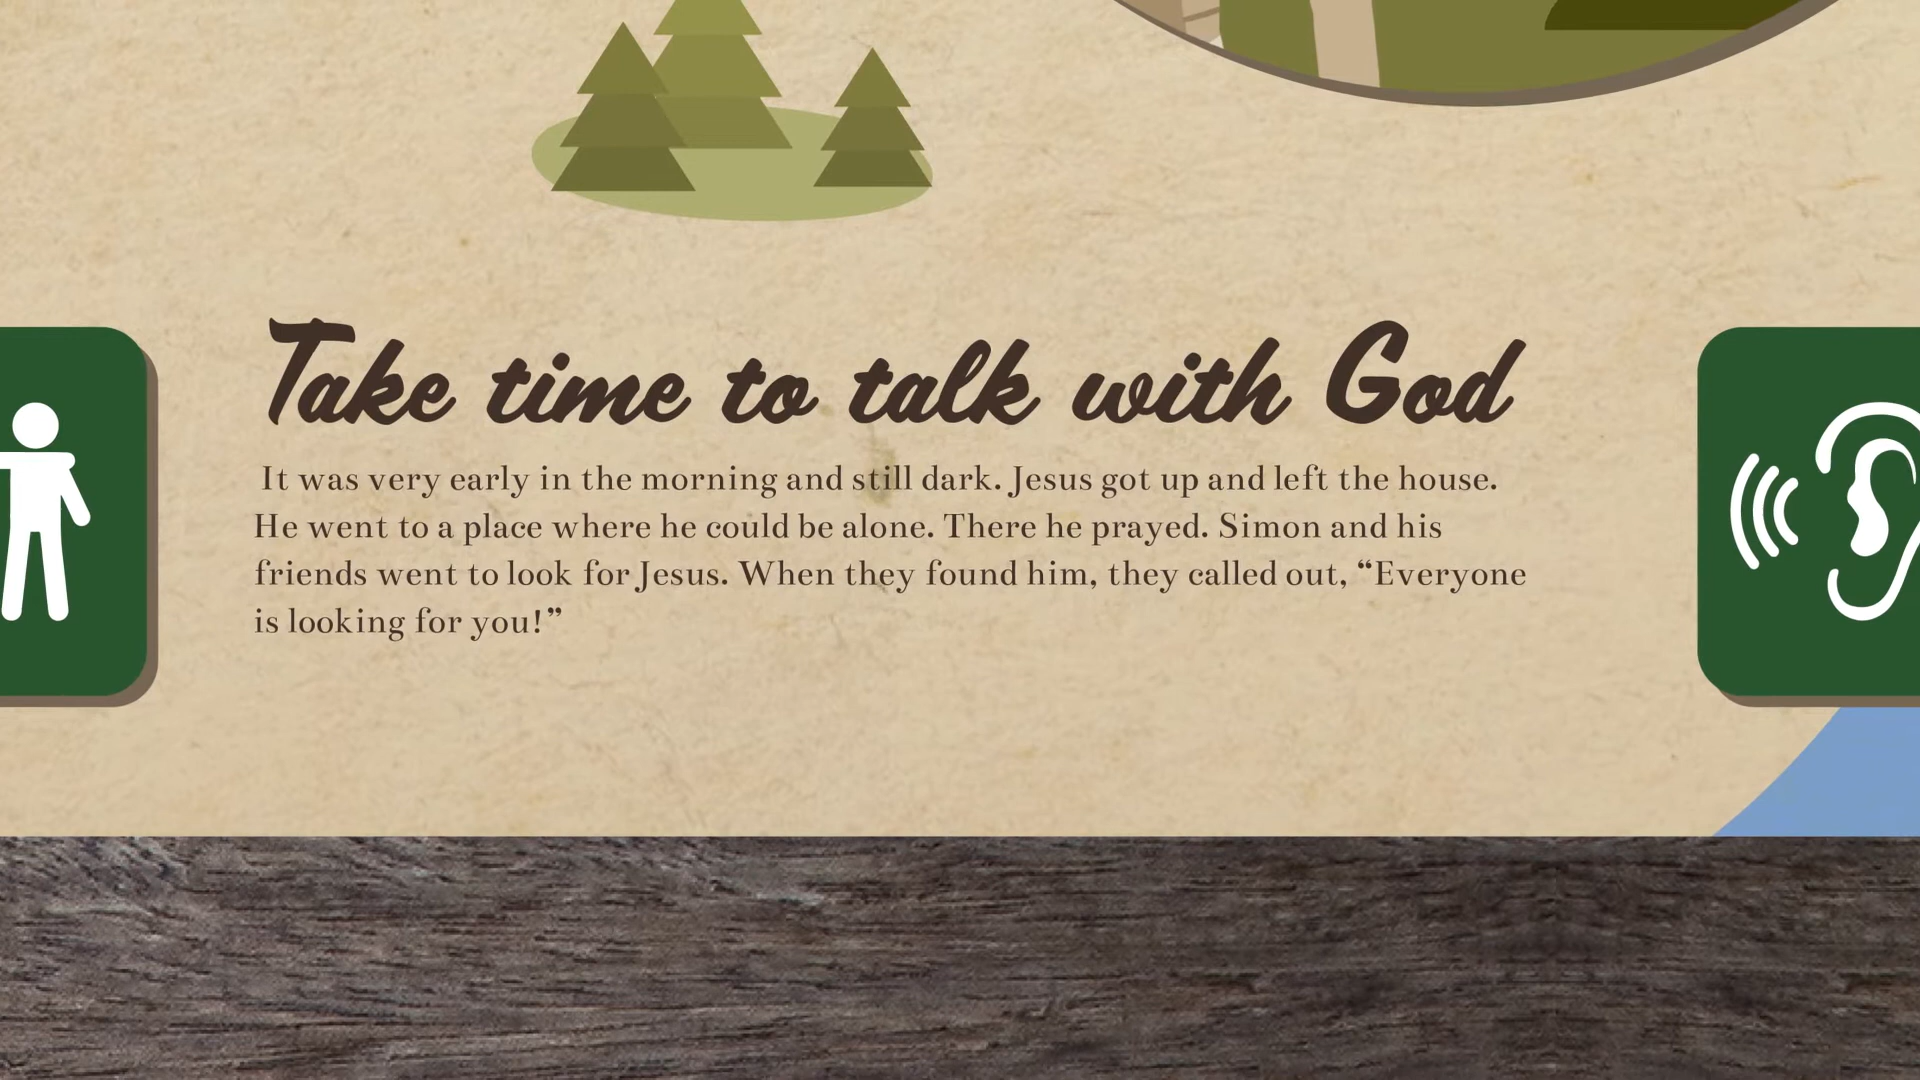 Take time to talk with God
It was very early in the morning and still dark. Jesus got up and left the house.
He went to a place where he could be alone. There he prayed. Simon and his
friends went to look for Jesus. When they found him, they called out, “Everyone
is looking for you!”